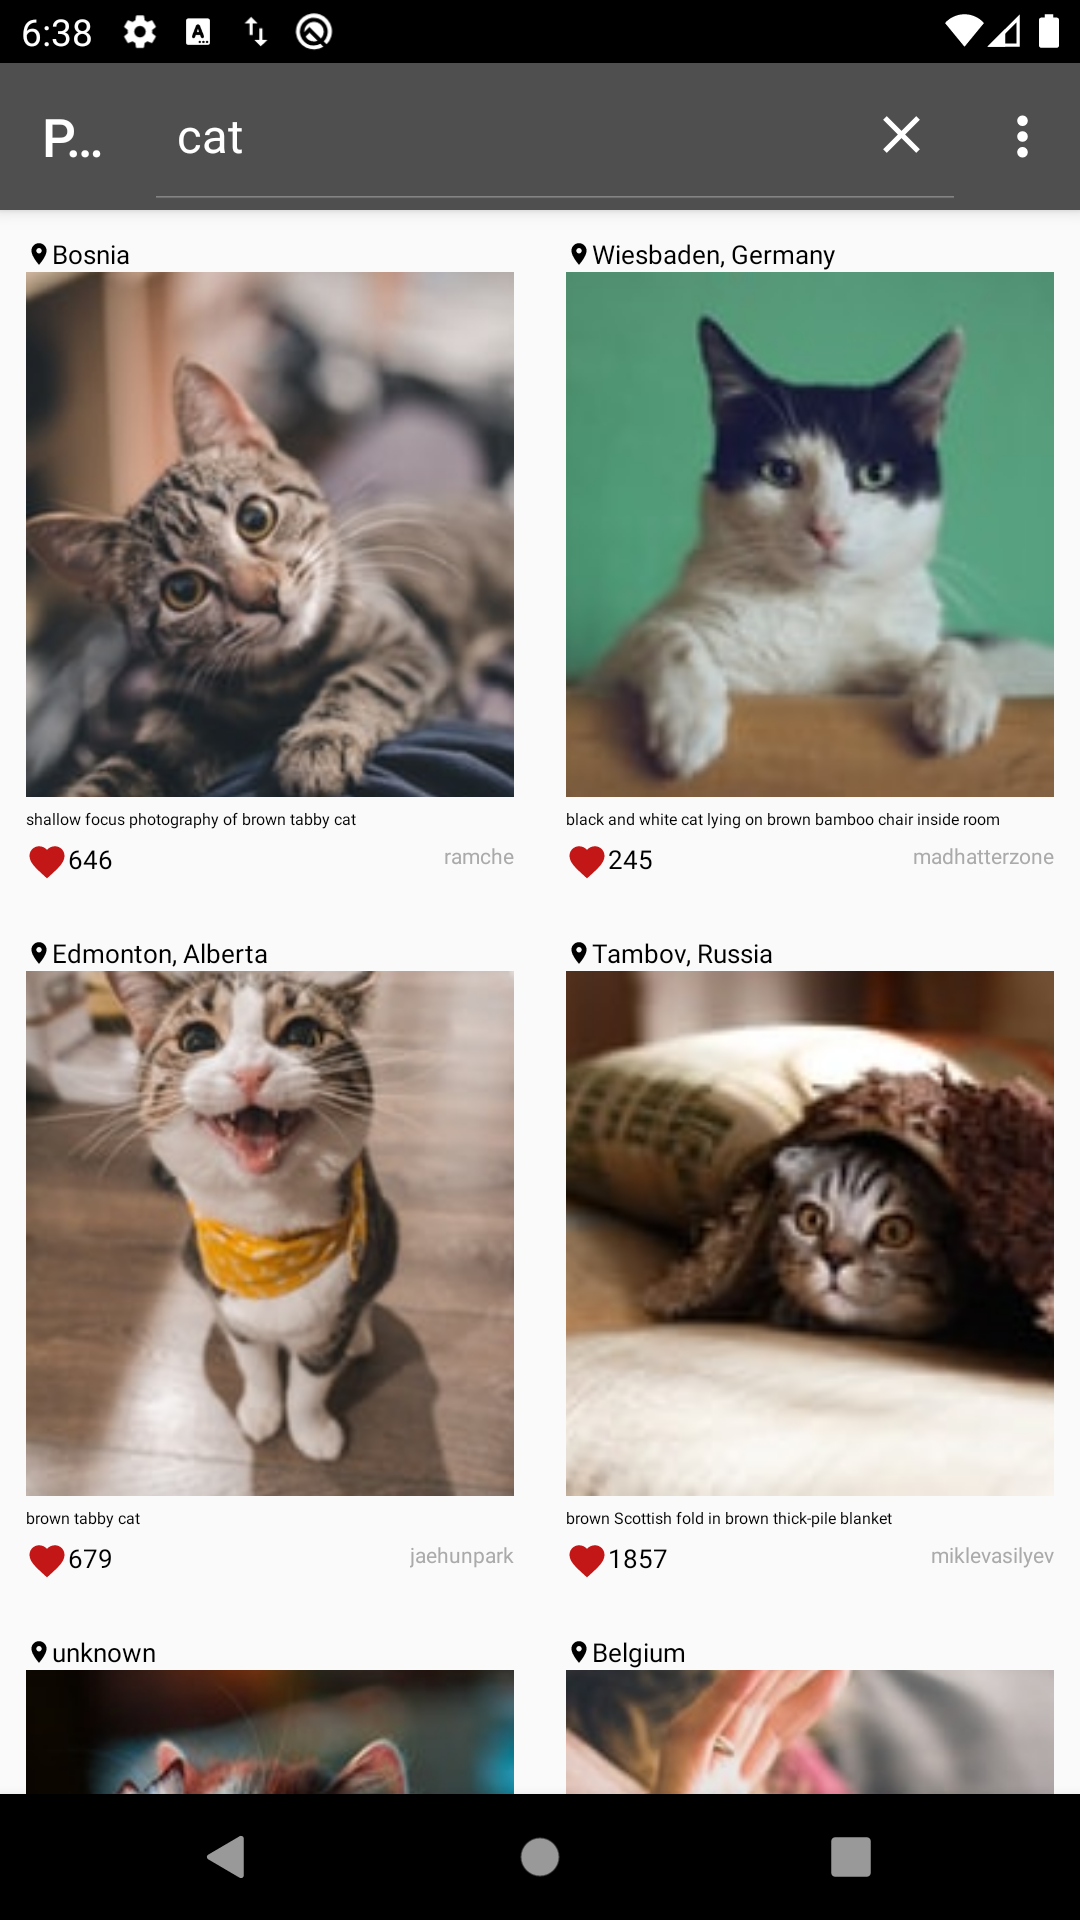 6:38
P...
cat
Bosnia
Wiesbaden, Germany
shallow focus photography of brown tabby cat
black and white cat lying on brown bamboo chair inside room
646
ramche
245
madhatterzone
Edmonton, Alberta
Tambov, Russia
brown tabby cat
brown Scottish fold in brown thick-pile blanket
679
jaehunpark
1857
miklevasilyev
unknown
Belgium